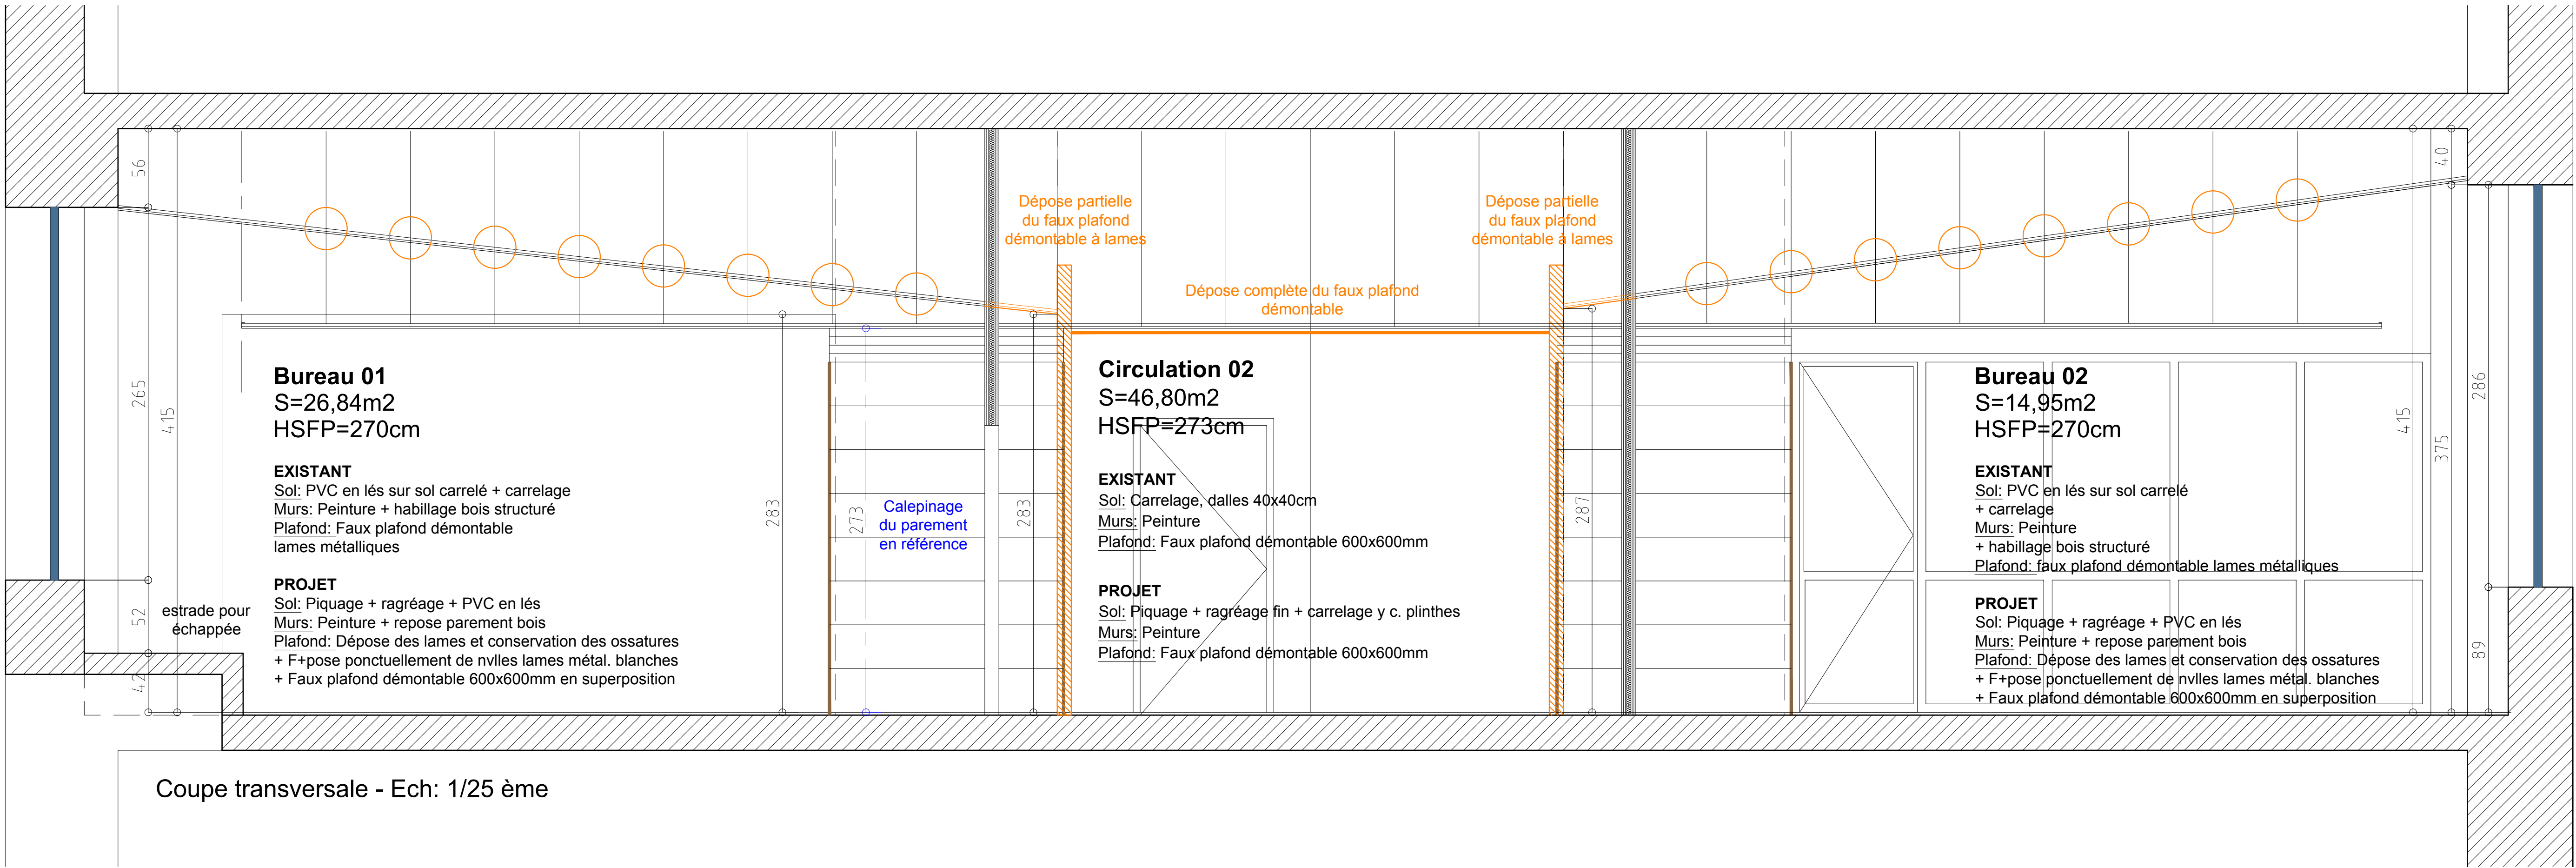 56
265
415
52
42
estrade pour
échappée
Bureau 01
S=26,84m2
HSFP=270cm
EXISTANT
Sol: PVC en lés sur sol carrelé + carrelage
Murs: Peinture + habillage bois structuré
Plafond: Faux plafond démontable
lames métalliques
PROJET
Sol: Piquage + ragréage + PVC en lés
Murs: Peinture + repose parement bois
Plafond: Dépose des lames et conservation des ossatures
+ F+pose ponctuellement de nvlles lames métal. blanches
+ Faux plafond démontable 600x600mm en superposition
283
273
Calepinage
du parement
en référence
283
Dépose partielle
du faux plafond
démontable à lames
Dépose complète du faux plafond
démontable
Dépose partielle
du faux plafond
démontable à lames
Circulation 02
S=46,80m2
HSFP=273cm
EXISTANT
Sol: Carrelage, dalles 40x40cm
Murs: Peinture
Plafond: Faux plafond démontable 600x600mm
PROJET
Sol: Piquage + ragréage fin + carrelage y c. plinthes
Murs: Peinture
Plafond: Faux plafond démontable 600x600mm
287
Bureau 02
S=14,95m2
HSFP=270cm
EXISTANT
Sol: PVC en lés sur sol carrelé
+ carrelage
Murs: Peinture
+ habillage bois structuré
Plafond: faux plafond démontable lames métalliques
PROJET
Sol: Piquage + ragréage + PVC en lés
Murs: Peinture + repose parement bois
Plafond: Dépose des lames et conservation des ossatures
+ F+pose ponctuellement de nvlles lames métal. blanches
+ Faux plafond démontable 600x600mm en superposition
415
40
375
286
89
Coupe transversale - Ech: 1/25 ème